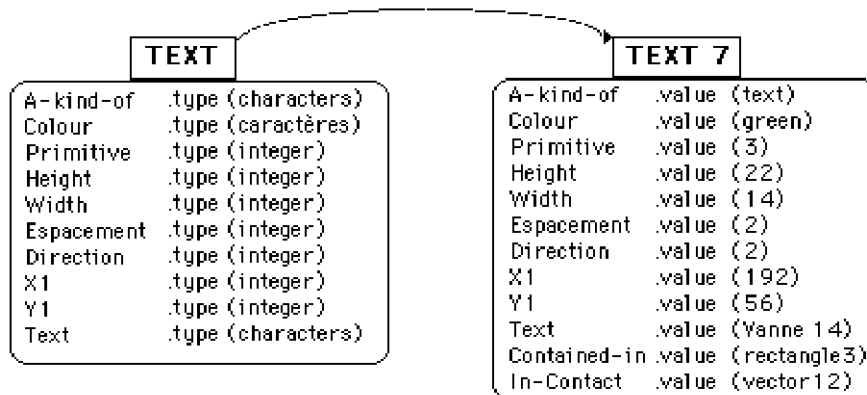 TEXT
A-kind-of .type (characters)
Colour .type (caractères)
Primitive .type (integer)
Height .type (integer)
Width .type (integer)
Espacement .type (integer)
Direction .type (integer)
X1 .type (integer)
Y1 .type (integer)
Text .type (characters)
TEXT 7
A-kind-of .value (text)
Colour .value (green)
Primitive .value (3)
Height .value (22)
Width .value (14)
Espacement .value (2)
Direction .value (2)
X1 .value (192)
Y1 .value (56)
Text .value (Vanne 14)
Contained-in .value (rectangle3)
In-Contact .value (vector12)